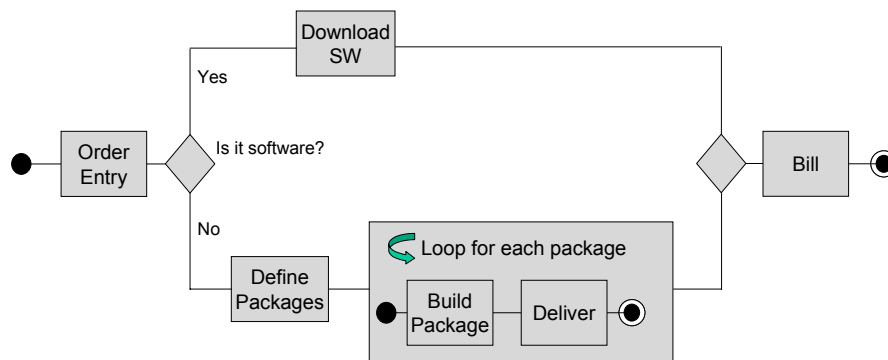 Download
SW
Yes
Order
Entry
Is it software?
Bill
No
Loop for each package
Define
Packages
Build
Package
Deliver